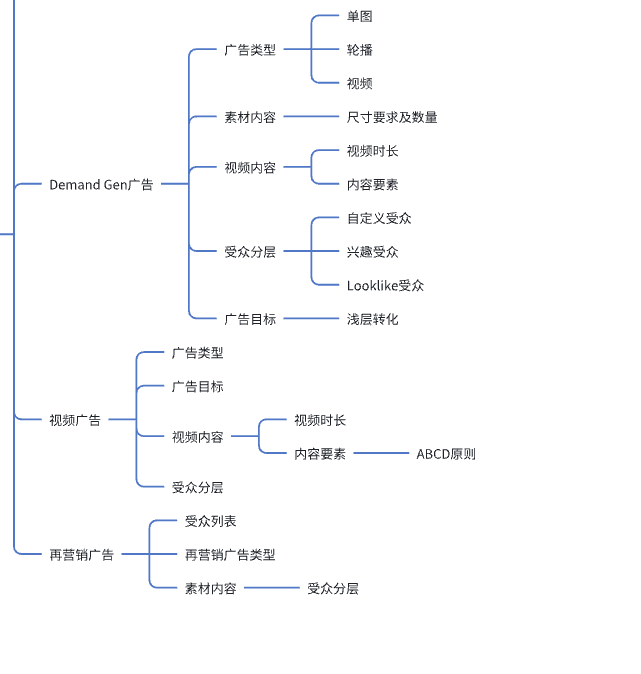 Demand Gen广告
广告类型
单图
轮播
视频
素材内容
尺寸要求及数量
视频内容
视频时长
内容要素
受众分层
自定义受众
兴趣受众
Looklike受众
广告目标
浅层转化
视频广告
广告类型
广告目标
视频内容
视频时长
内容要素
ABCD原则
受众分层
再营销广告
受众列表
再营销广告类型
素材内容
受众分层